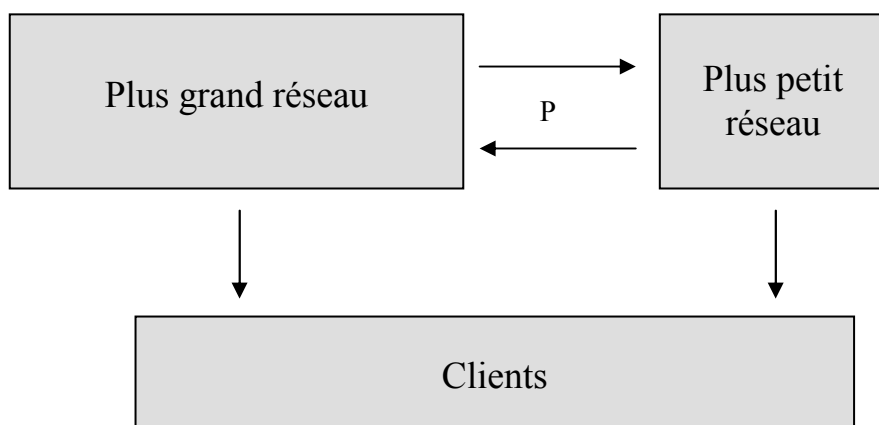 Plus grand réseau
P
Plus petit
réseau
Clients